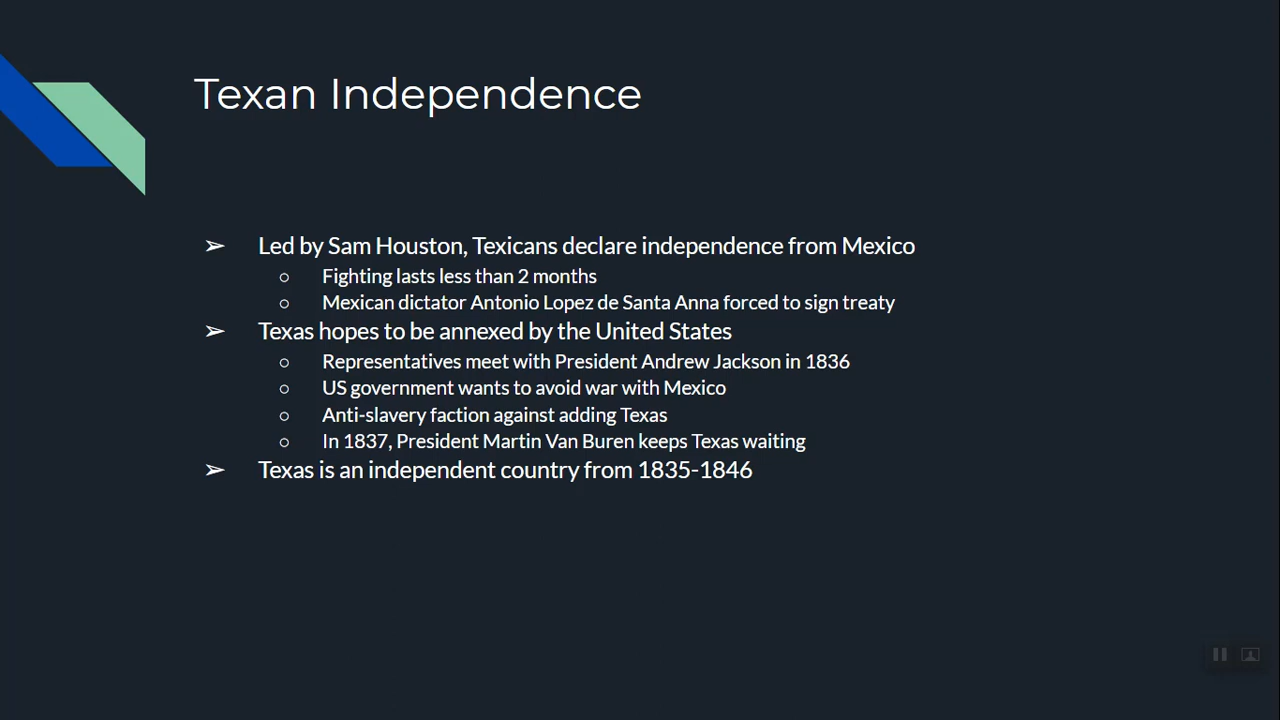 Texan Independence
➢ Led by Sam Houston, Texicans declare independence from Mexico
○ Fighting lasts less than 2 months
○ Mexican dictator Antonio Lopez de Santa Anna forced to sign treaty
➢ Texas hopes to be annexed by the United States
○ Representatives meet with President Andrew Jackson in 1836
○ US government wants to avoid war with Mexico
○ Anti-slavery faction against adding Texas
○ In 1837, President Martin Van Buren keeps Texas waiting
➢ Texas is an independent country from 1835-1846